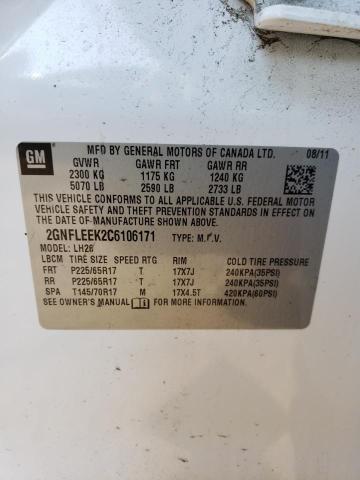 GM
MFD BY GENERAL MOTORS OF CANADA LTD. 08/11
GVWR GAWR FRT GAWR RR
2300 KG 1175 KG 1240 KG
5070 LB 2590 LB 2733 LB
THIS VEHICLE CONFORMS TO ALL APPLICABLE U.S. FEDERAL MOTOR
VEHICLE SAFETY AND THEFT PREVENTION STANDARDS IN EFFECT ON
THE DATE OF MANUFACTURE SHOWN ABOVE.
2GNFLEEK2C6106171 TYPE: M.P.V.
MODEL: LH26
LBCM TIRE SIZE SPEED RTG RIM COLD TIRE PRESSURE
FRT P225/65R17 T 17X7J 240KPA(35PSI)
RR P225/65R17 T 17X7J 240KPA(35PSI)
SPA T145/70R17 M 17X4.5T 420KPA(60PSI)
SEE OWNER'S MANUAL FOR MORE INFORMATION.